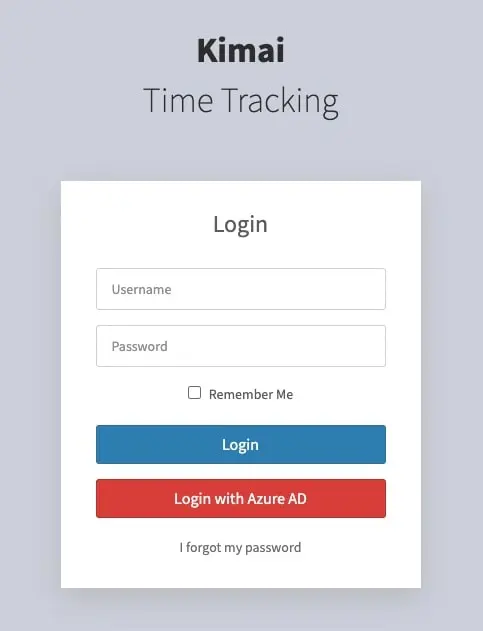 Kimai
Time Tracking
Login
Username
Password
Remember Me
Login
Login with Azure AD
I forgot my password